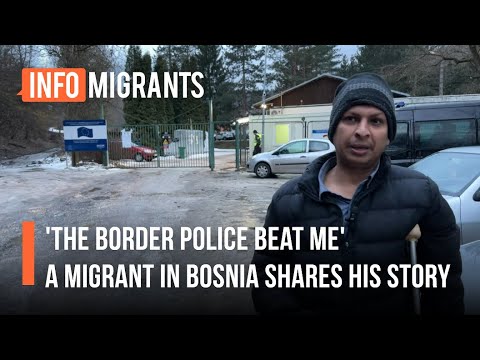 INFO MIGRANTS
'THE BORDER POLICE BEAT ME'
A MIGRANT IN BOSNIA SHARES HIS STORY